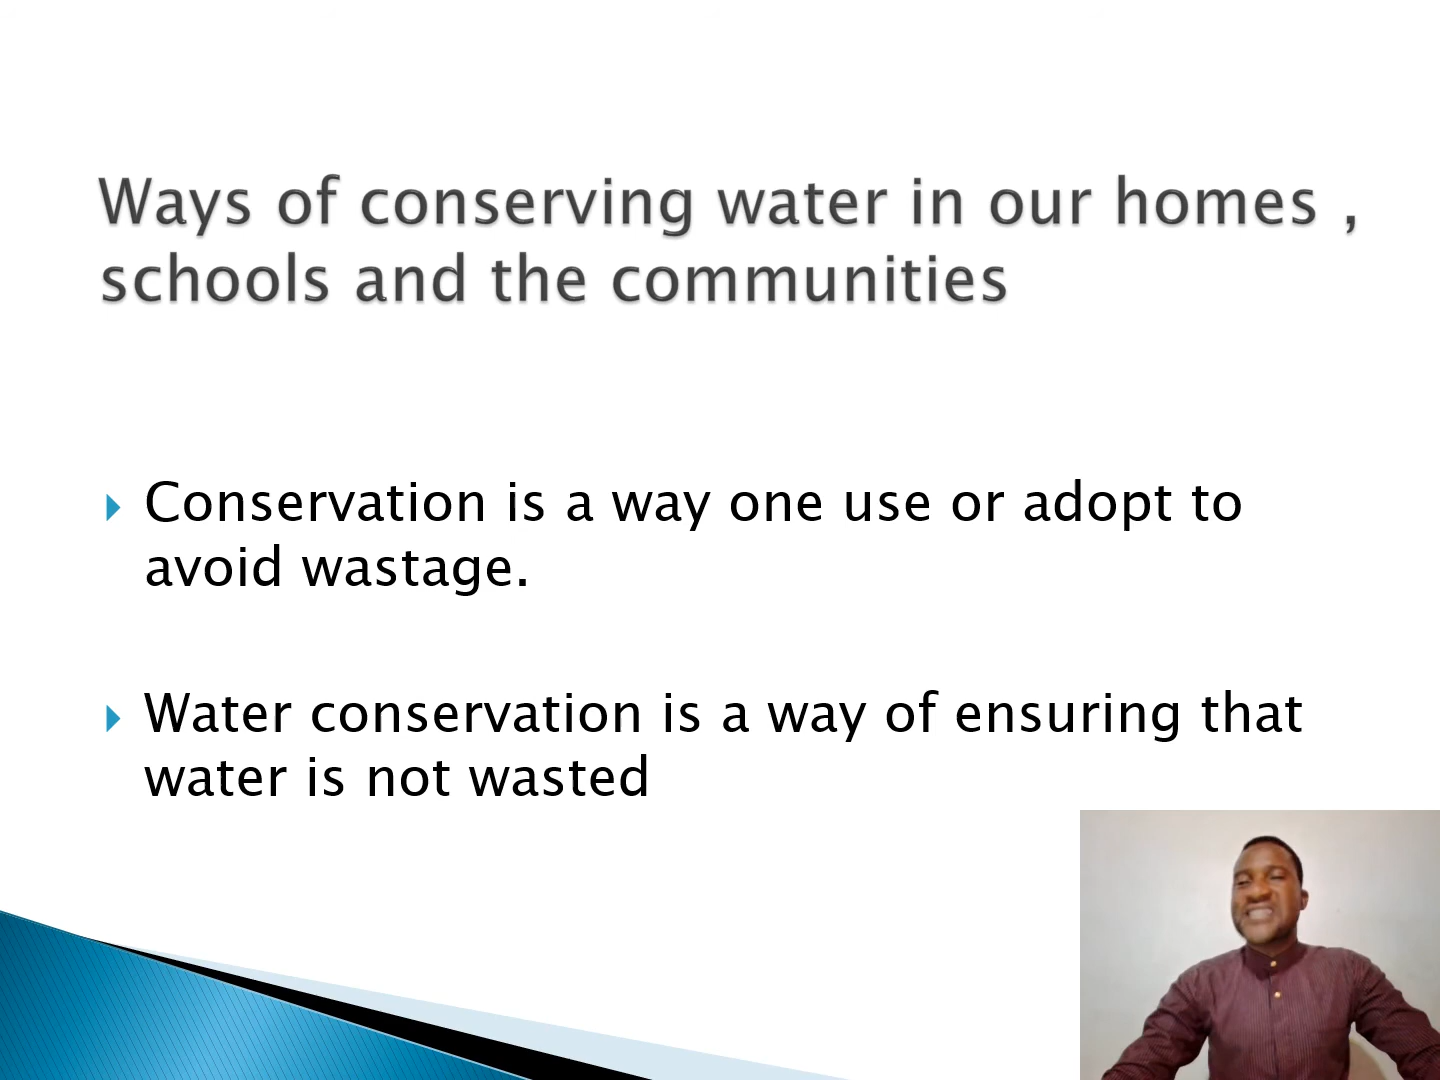 Ways of conserving water in our homes ,
schools and the communities
Conservation is a way one use or adopt to
avoid wastage.
Water conservation is a way of ensuring that
water is not wasted